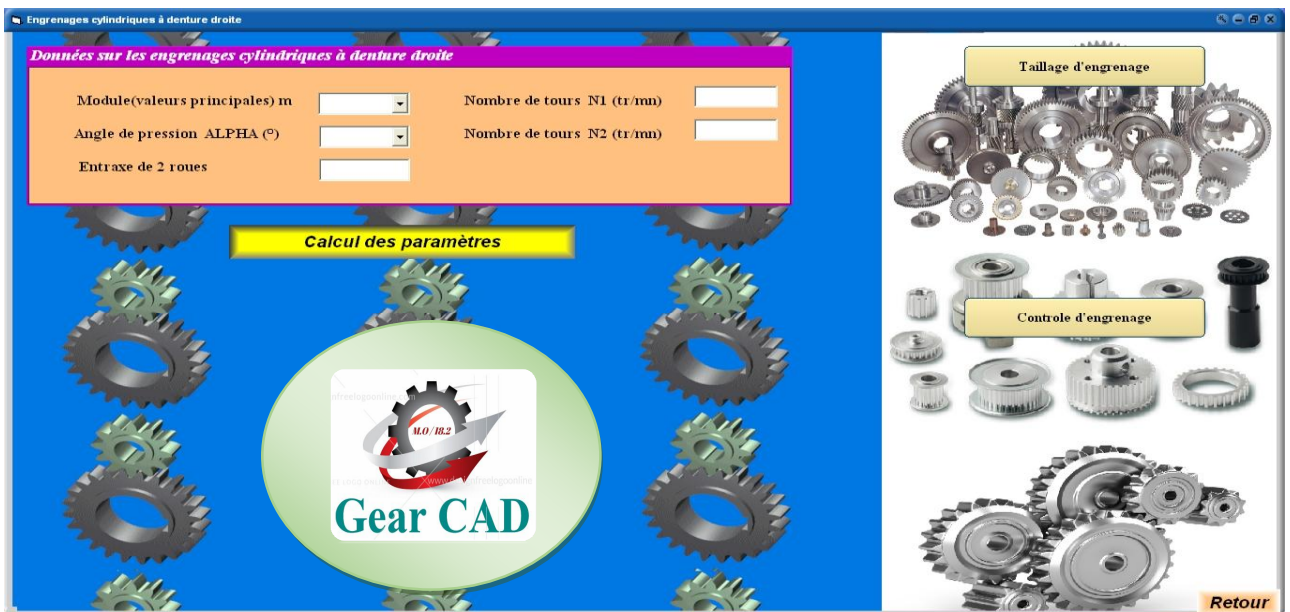 Engrenages cylindriques à denture droite
Données sur les engrenages cylindriques à denture droite
Module(valeurs principales) m
Nombre de tours N1 (tr/mn)
Angle de pression ALPHA (°)
Nombre de tours N2 (tr/mn)
Entraxe de 2 roues
Calcul des paramètres
Taillage d'engrenage
Controle d'engrenage
M.O/18.2
Gear CAD
Retour